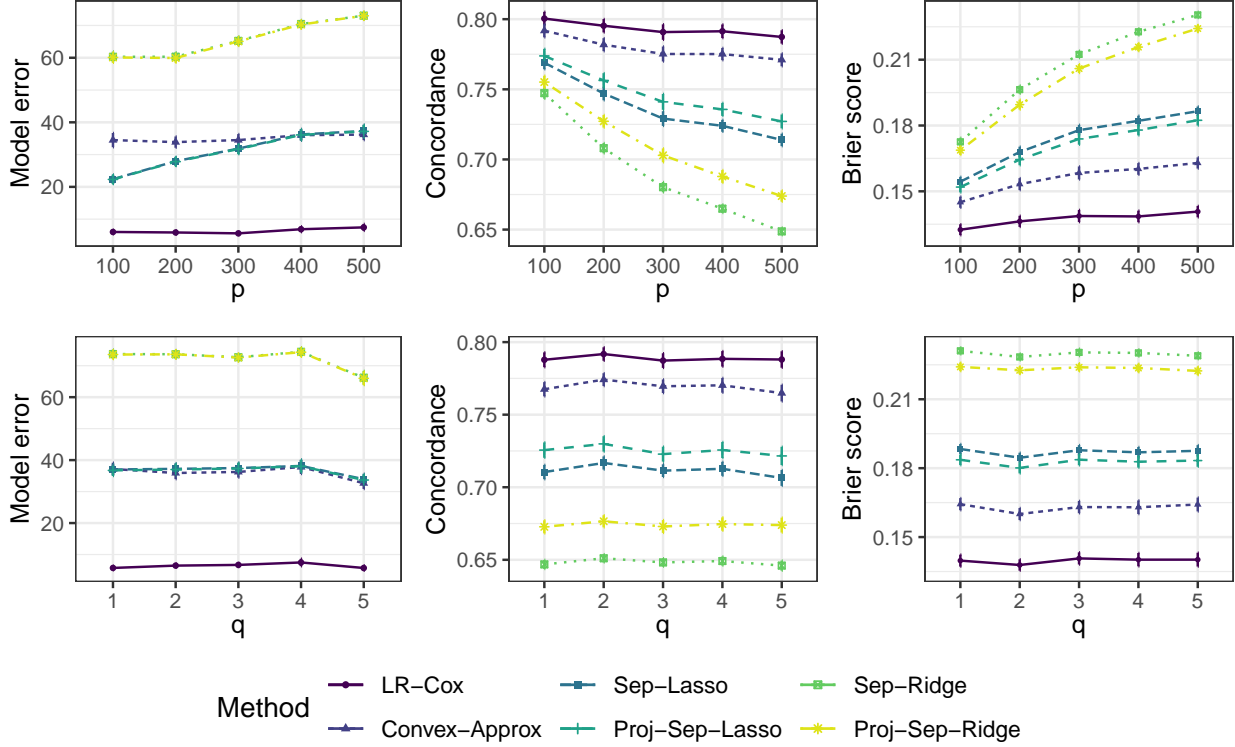 Model error
60
40
20
100 200 300 400 500
p
Concordance
0.80
0.75
0.70
0.65
100 200 300 400 500
p
Brier score
0.21
0.18
0.15
100 200 300 400 500
p
Model error
60
40
20
1 2 3 4 5
q
Concordance
0.80
0.75
0.70
0.65
1 2 3 4 5
q
Brier score
0.21
0.18
0.15
1 2 3 4 5
q
Method
LR−Cox
Convex−Approx
Sep−Lasso
Proj−Sep−Lasso
Sep−Ridge
Proj−Sep−Ridge